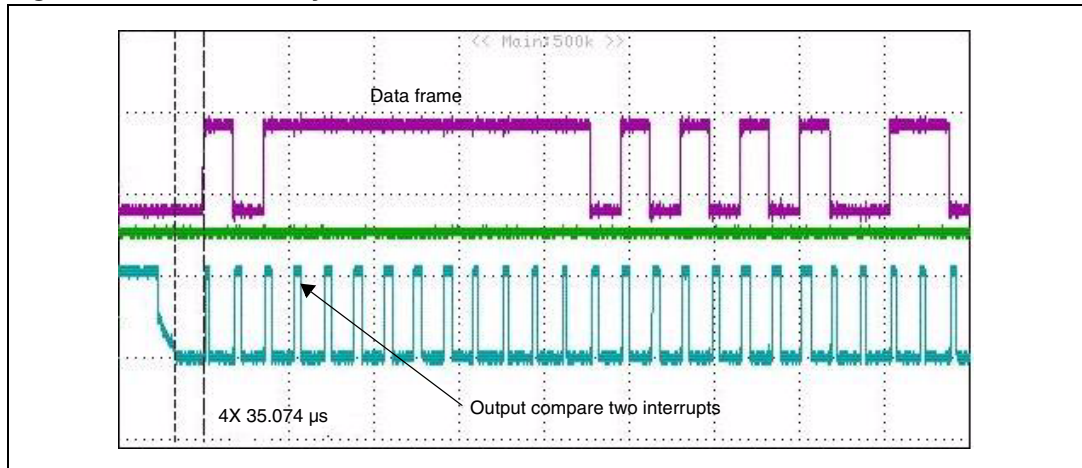 << Main:500k >>
Data frame
Output compare two interrupts
4X 35.074 µs